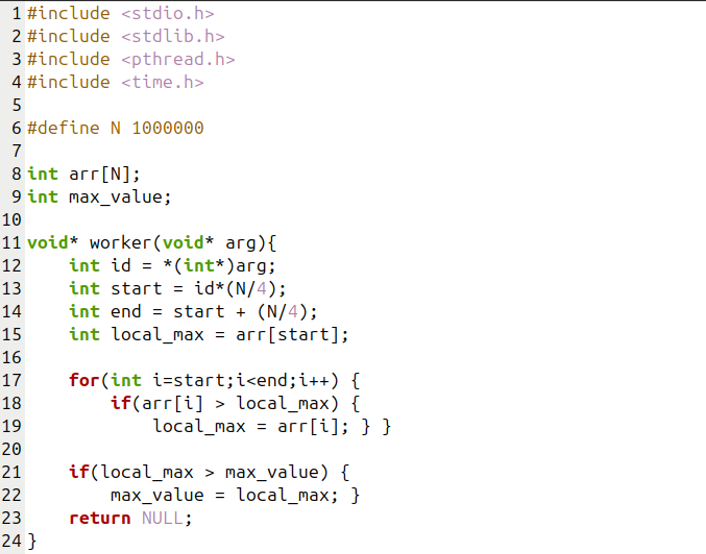 1 #include <stdio.h>
2 #include <stdlib.h>
3 #include <pthread.h>
4 #include <time.h>
5
6 #define N 1000000
7
8 int arr[N];
9 int max_value;
10
11 void* worker(void* arg){
12     int id = *(int*)arg;
13     int start = id*(N/4);
14     int end = start + (N/4);
15     int local_max = arr[start];
16
17     for(int i=start;i<end;i++) {
18         if(arr[i] > local_max) {
19             local_max = arr[i]; } }
20
21     if(local_max > max_value) {
22         max_value = local_max; }
23     return NULL;
24 }